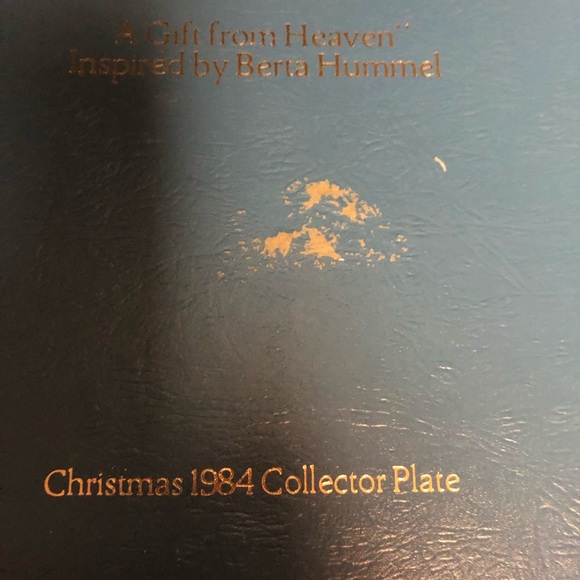 A Gift from Heaven"
Inspired by Berta Hummel
Christmas 1984 Collector Plate